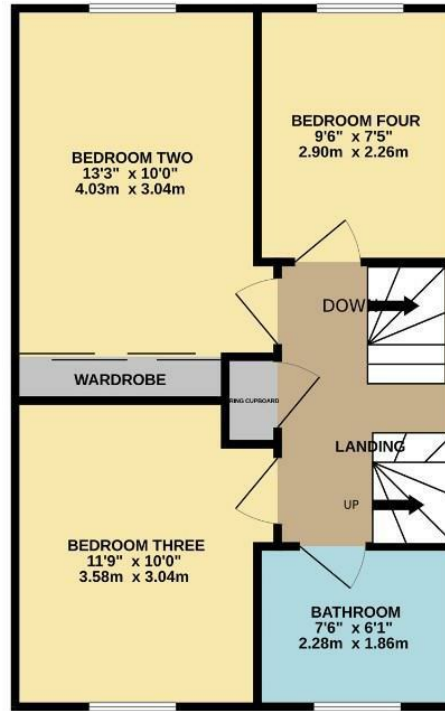 BEDROOM TWO
13'3" x 10'0"
4.03m x 3.04m
BEDROOM FOUR
9'6" x 7'5"
2.90m x 2.26m
DOWN
WARDROBE
RING CUPBOARD
LANDING
UP
BEDROOM THREE
11'9" x 10'0"
3.58m x 3.04m
BATHROOM
7'6" x 6'1"
2.28m x 1.86m